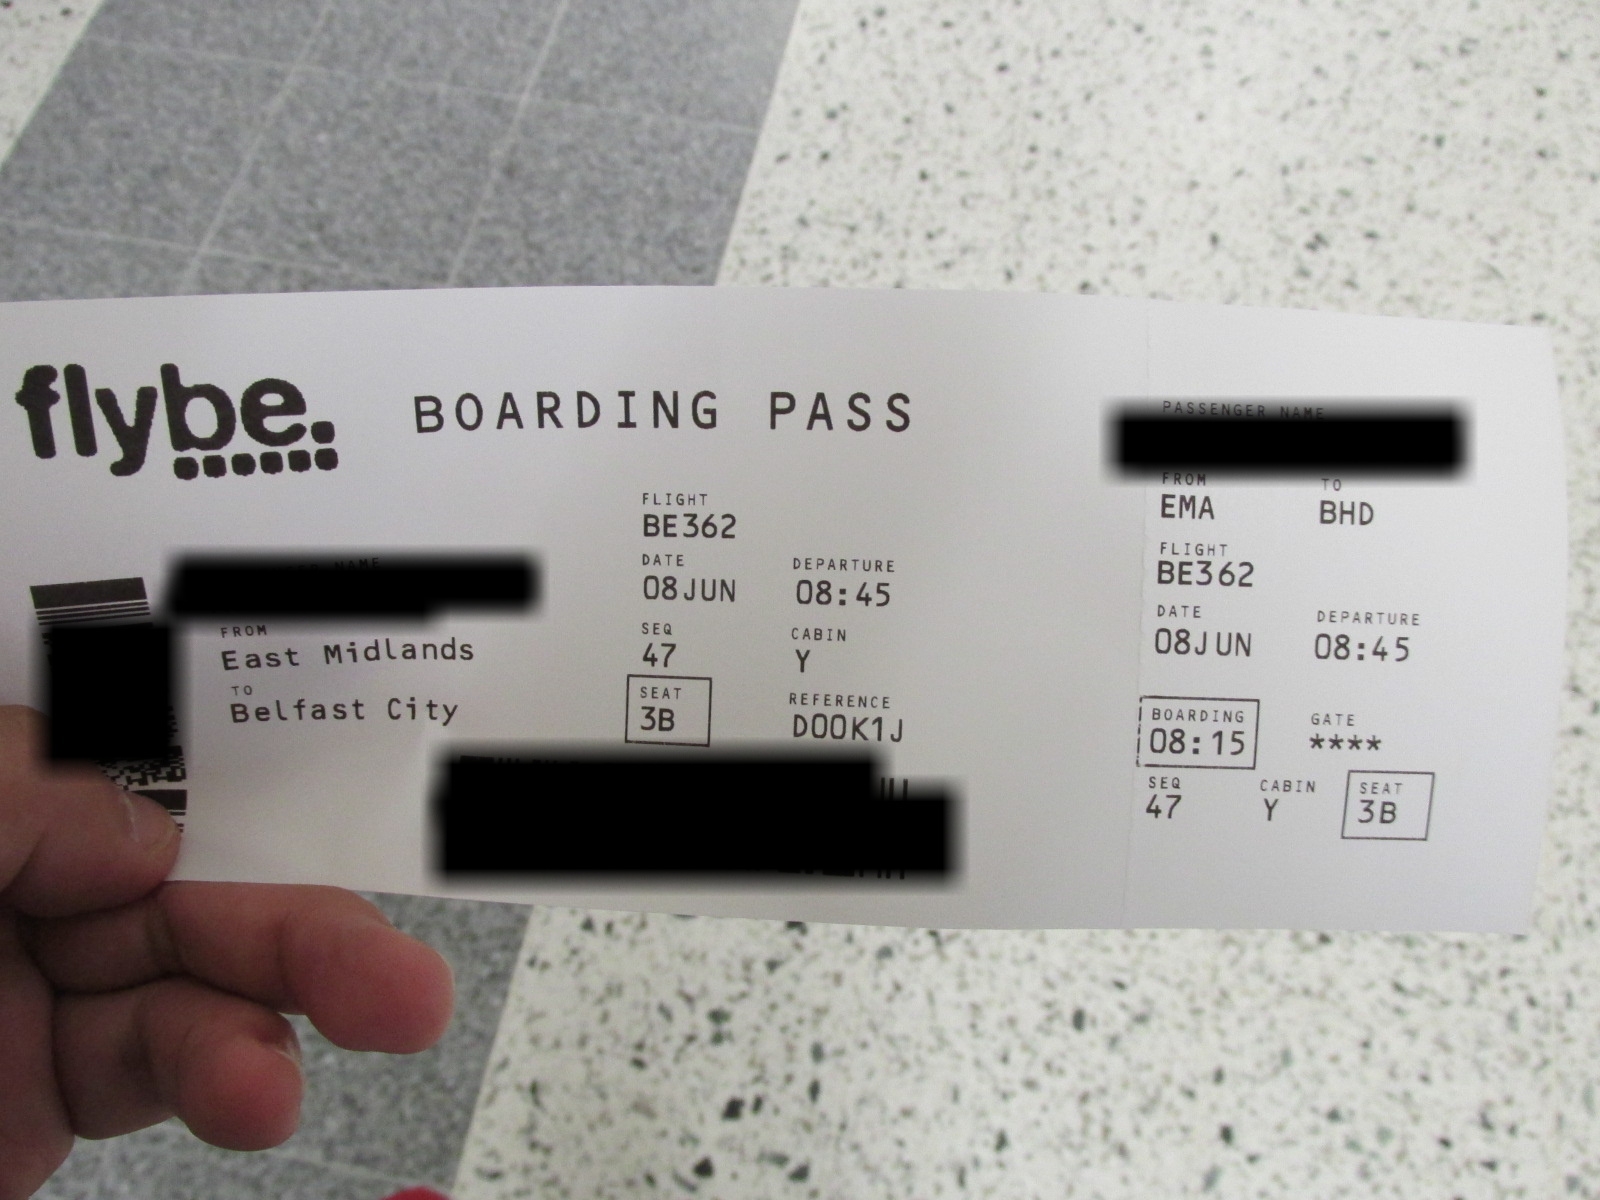 flybe.
BOARDING PASS
FLIGHT
BE362
DATE DEPARTURE
08JUN 08:45
NAME
FROM
East Midlands
TO
Belfast City
SEQ CABIN
47 Y
SEAT REFERENCE
3B D00K1J
PASSENGER NAME
FROM TO
EMA BHD
FLIGHT
BE362
DATE DEPARTURE
08JUN 08:45
BOARDING GATE
08:15 ****
SEQ CABIN SEAT
47 Y 3B